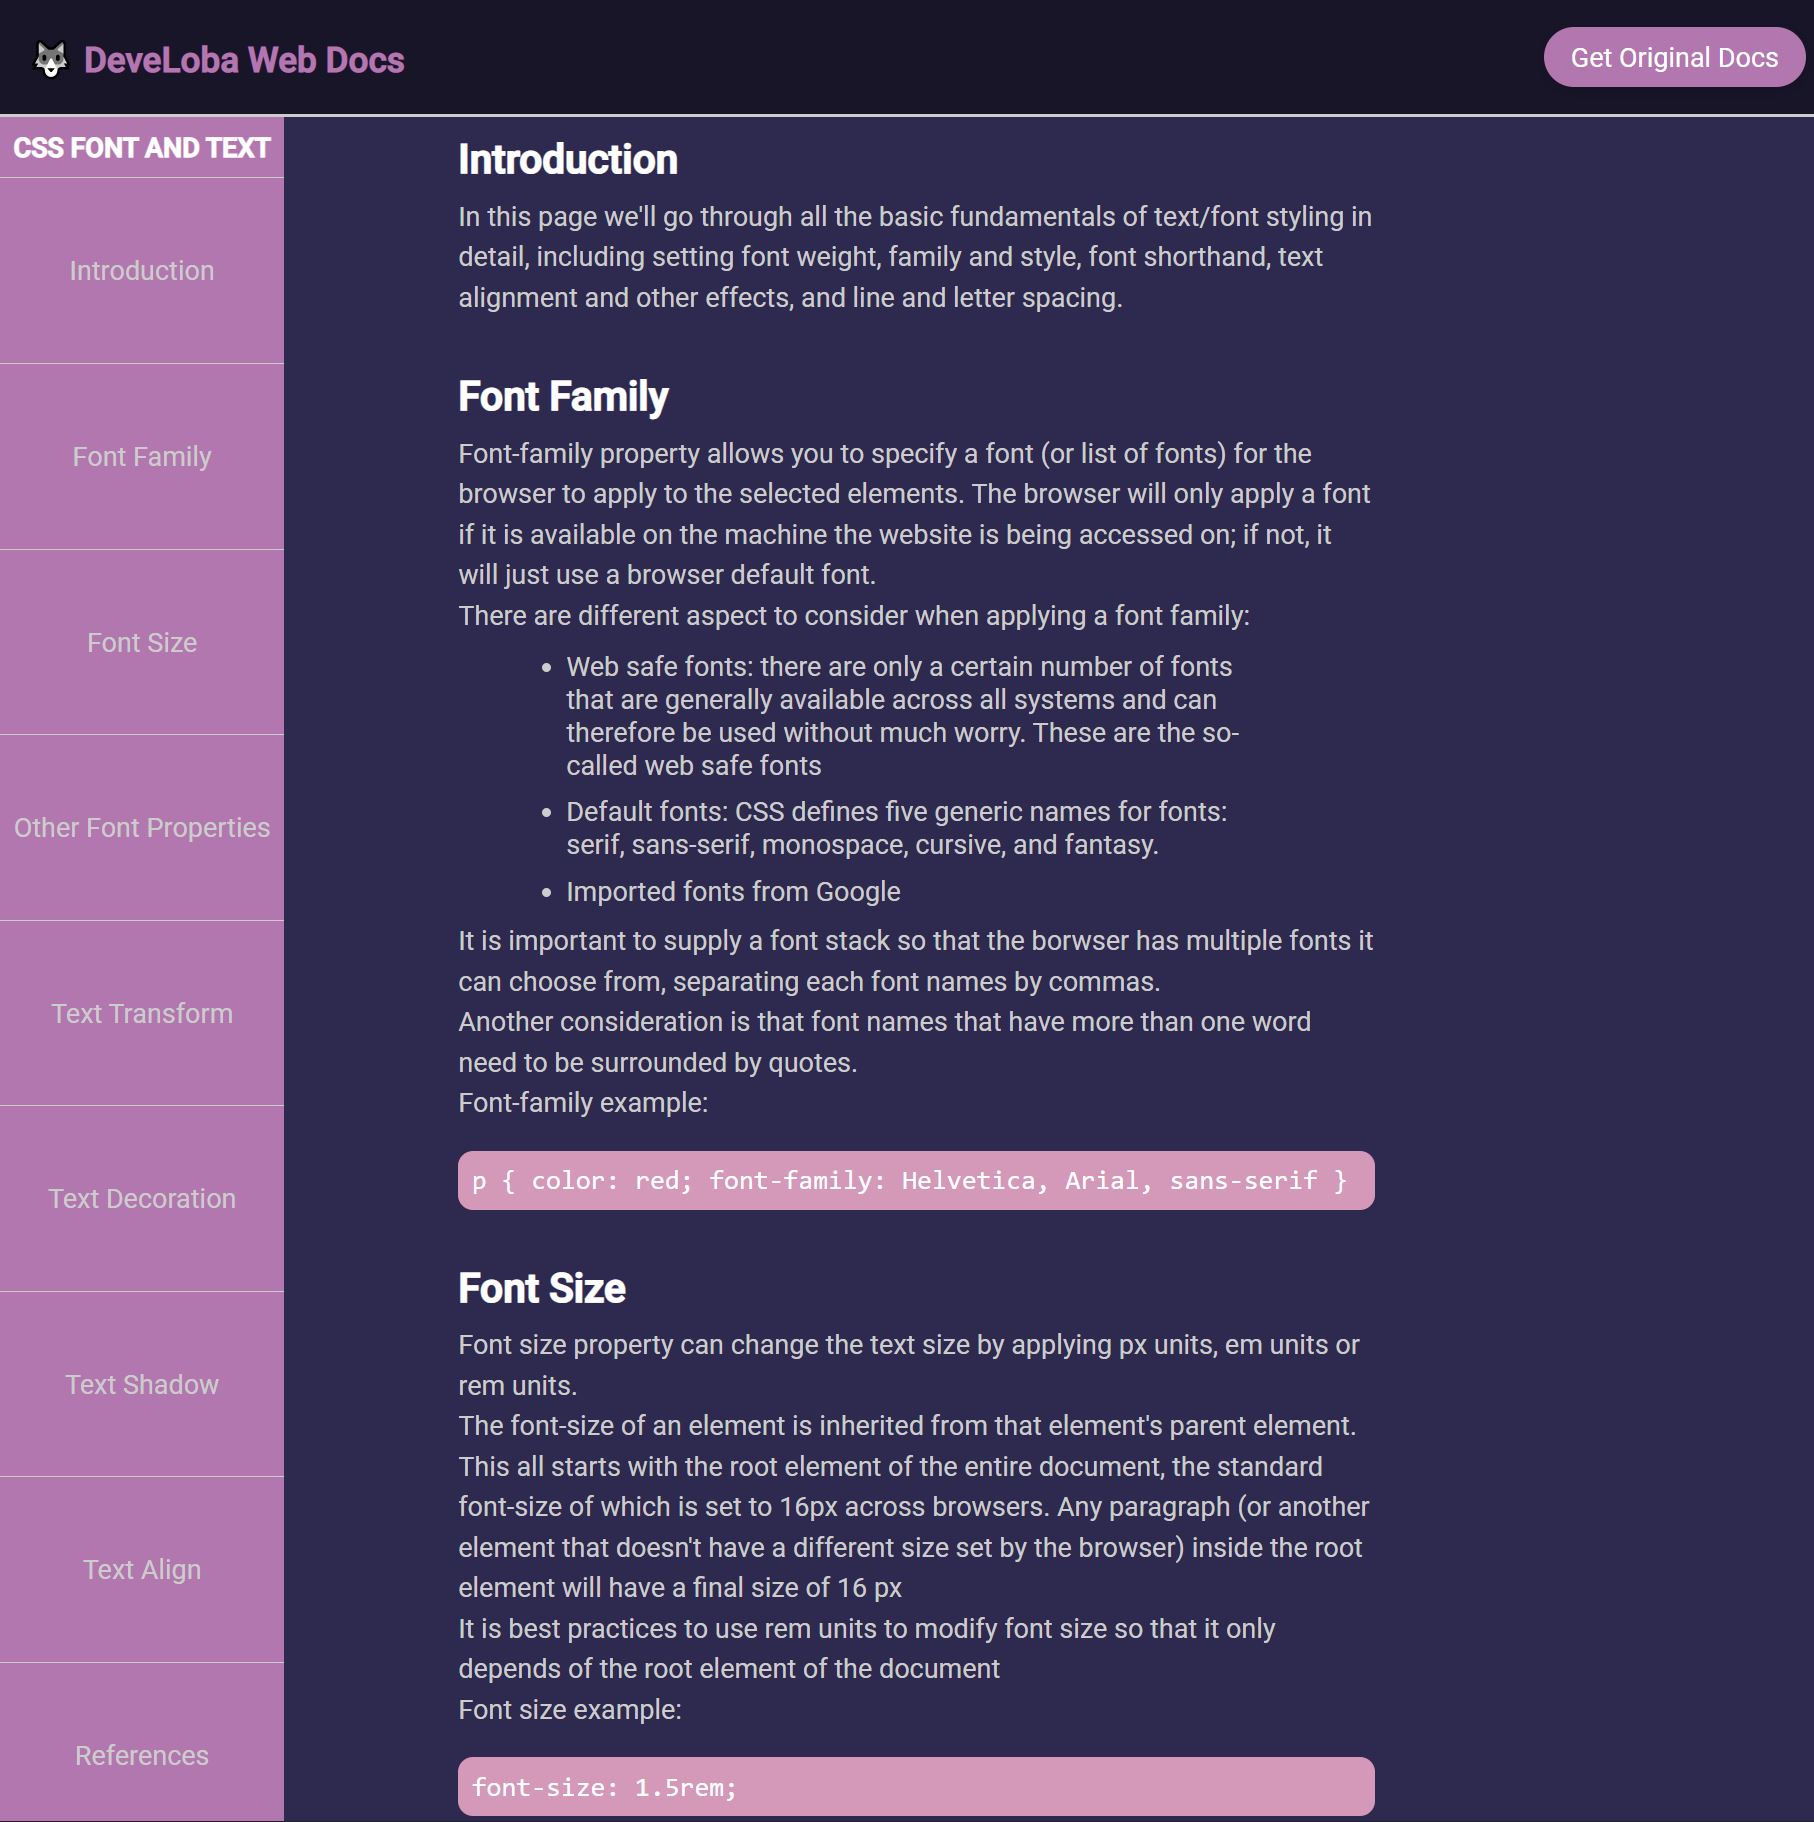 DeveLoba Web Docs
Get Original Docs
CSS FONT AND TEXT
Introduction
Font Family
Font Size
Other Font Properties
Text Transform
Text Decoration
Text Shadow
Text Align
References
Introduction
In this page we'll go through all the basic fundamentals of text/font styling in
detail, including setting font weight, family and style, font shorthand, text
alignment and other effects, and line and letter spacing.
Font Family
Font-family property allows you to specify a font (or list of fonts) for the
browser to apply to the selected elements. The browser will only apply a font
if it is available on the machine the website is being accessed on; if not, it
will just use a browser default font.
There are different aspect to consider when applying a font family:
• Web safe fonts: there are only a certain number of fonts
that are generally available across all systems and can
therefore be used without much worry. These are the so-
called web safe fonts
• Default fonts: CSS defines five generic names for fonts:
serif, sans-serif, monospace, cursive, and fantasy.
• Imported fonts from Google
It is important to supply a font stack so that the borwser has multiple fonts it
can choose from, separating each font names by commas.
Another consideration is that font names that have more than one word
need to be surrounded by quotes.
Font-family example:
p { color: red; font-family: Helvetica, Arial, sans-serif }
Font Size
Font size property can change the text size by applying px units, em units or
rem units.
The font-size of an element is inherited from that element's parent element.
This all starts with the root element of the entire document, the standard
font-size of which is set to 16px across browsers. Any paragraph (or another
element that doesn't have a different size set by the browser) inside the root
element will have a final size of 16 px
It is best practices to use rem units to modify font size so that it only
depends of the root element of the document
Font size example:
font-size: 1.5rem;